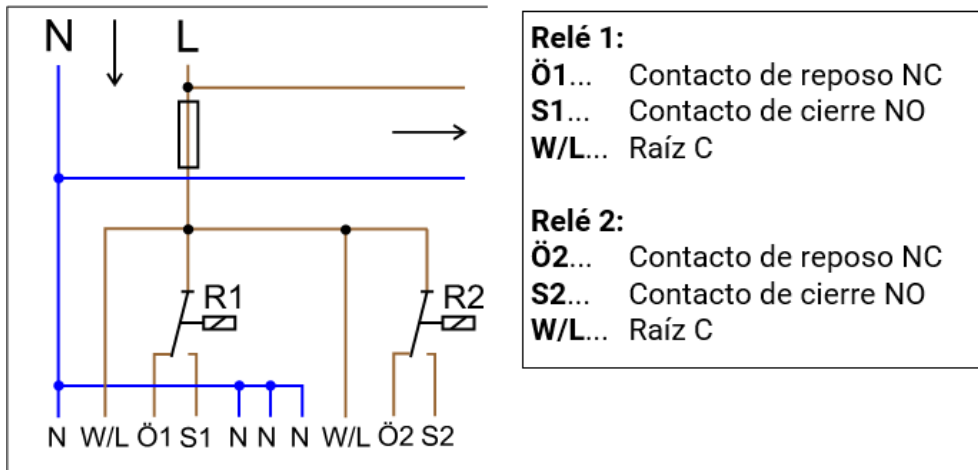 N L
R1 R2
N W/L Ö1 S1 N N N W/L Ö2 S2
Relé 1:
Ö1... Contacto de reposo NC
S1... Contacto de cierre NO
W/L... Raíz C
Relé 2:
Ö2... Contacto de reposo NC
S2... Contacto de cierre NO
W/L... Raíz C